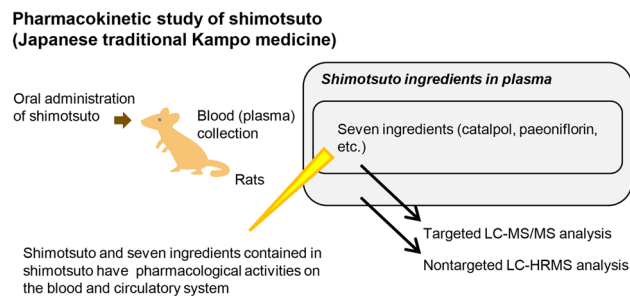 Pharmacokinetic study of shimotsuto
(Japanese traditional Kampo medicine)
Oral administration
of shimotsuto
Blood (plasma)
collection
Rats
Shimotsuto ingredients in plasma
Seven ingredients (catalpol, paeoniflorin,
etc.)
Targeted LC-MS/MS analysis
Nontargeted LC-HRMS analysis
Shimotsuto and seven ingredients contained in
shimotsuto have pharmacological activities on
the blood and circulatory system